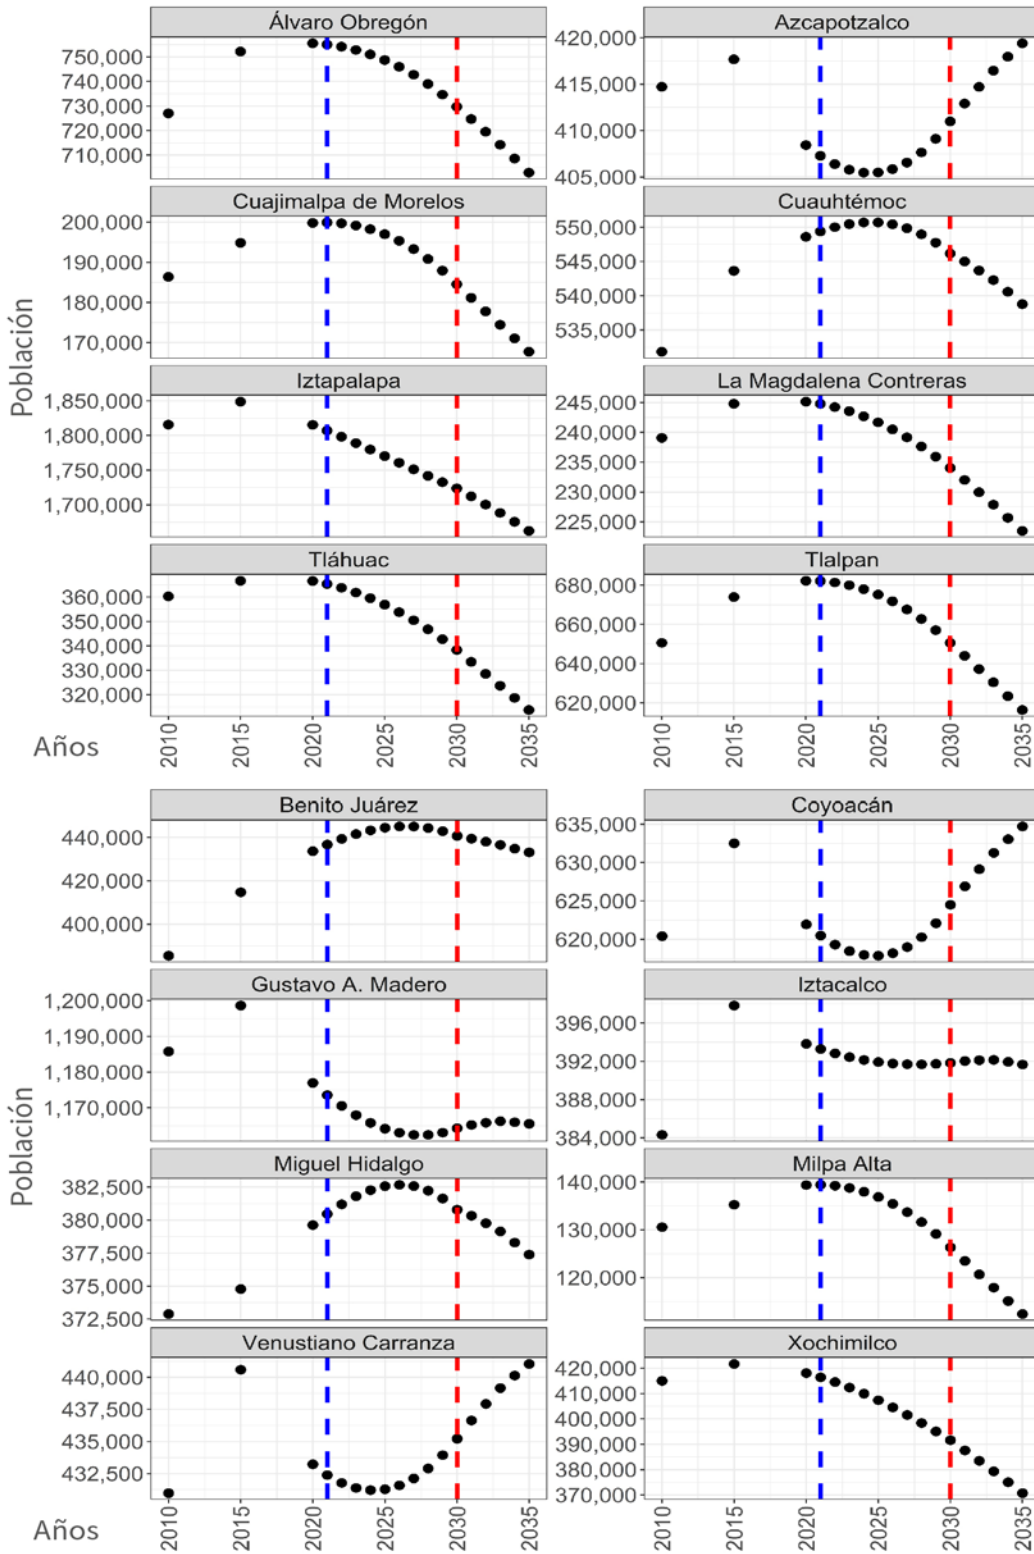 Álvaro Obregón
Azcapotzalco
750,000
740,000
730,000
720,000
710,000
420,000
415,000
410,000
405,000
Cuajimalpa de Morelos
Cuauhtémoc
200,000
190,000
180,000
170,000
550,000
545,000
540,000
535,000
Población
Iztapalapa
La Magdalena Contreras
1,850,000
1,800,000
1,750,000
1,700,000
245,000
240,000
235,000
230,000
225,000
Tláhuac
Tlalpan
360,000
350,000
340,000
330,000
320,000
680,000
660,000
640,000
620,000
2010 2015 2020 2025 2030 2035
2010 2015 2020 2025 2030 2035
Años
Benito Juárez
Coyoacán
440,000
420,000
400,000
635,000
630,000
625,000
620,000
Gustavo A. Madero
Iztacalco
1,200,000
1,190,000
1,180,000
1,170,000
396,000
392,000
388,000
384,000
Población
Miguel Hidalgo
Milpa Alta
382,500
380,000
377,500
375,000
372,500
140,000
130,000
120,000
Venustiano Carranza
Xochimilco
440,000
437,500
435,000
432,500
420,000
410,000
400,000
390,000
380,000
370,000
2010 2015 2020 2025 2030 2035
2010 2015 2020 2025 2030 2035
Años